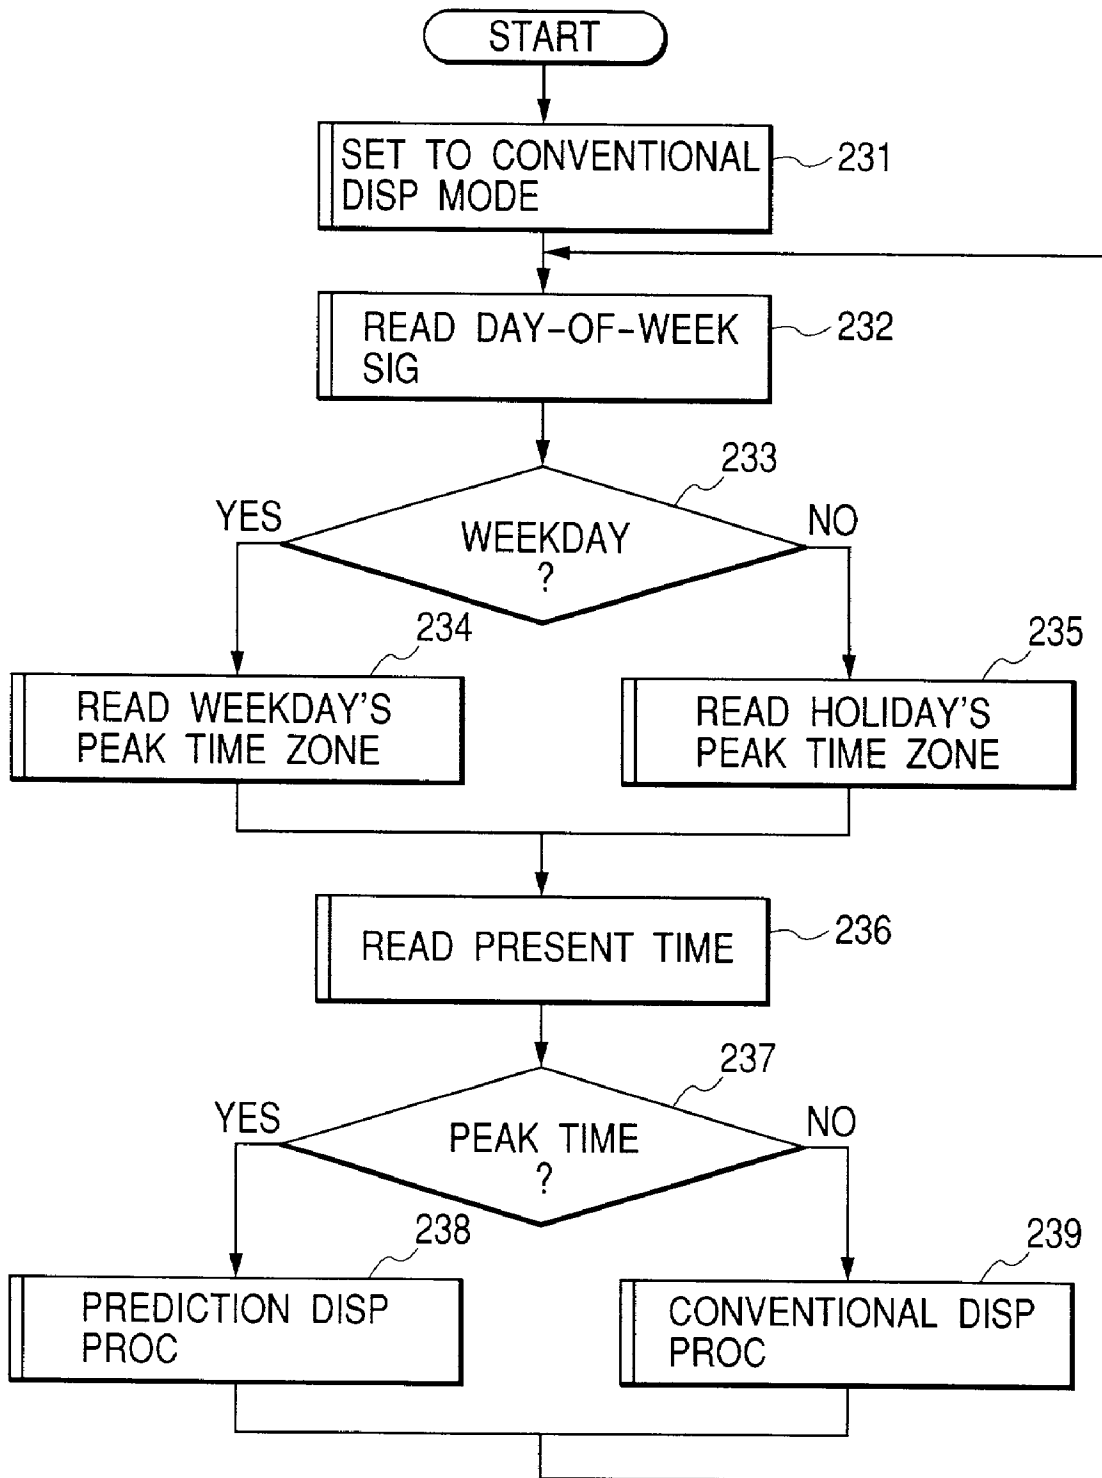 START
SET TO CONVENTIONAL
DISP MODE
231
READ DAY-OF-WEEK
SIG
232
233
YES
NO
WEEKDAY
?
234
235
READ WEEKDAY'S
PEAK TIME ZONE
READ HOLIDAY'S
PEAK TIME ZONE
READ PRESENT TIME
236
237
YES
NO
PEAK TIME
?
238
239
PREDICTION DISP
PROC
CONVENTIONAL DISP
PROC